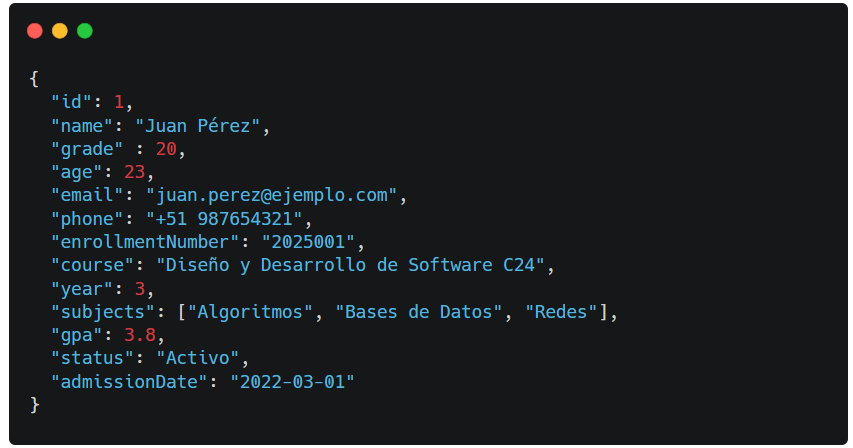 {
  "id": 1,
  "name": "Juan Pérez",
  "grade" : 20,
  "age": 23,
  "email": "juan.perez@ejemplo.com",
  "phone": "+51 987654321",
  "enrollmentNumber": "2025001",
  "course": "Diseño y Desarrollo de Software C24",
  "year": 3,
  "subjects": ["Algoritmos", "Bases de Datos", "Redes"],
  "gpa": 3.8,
  "status": "Activo",
  "admissionDate": "2022-03-01"
}